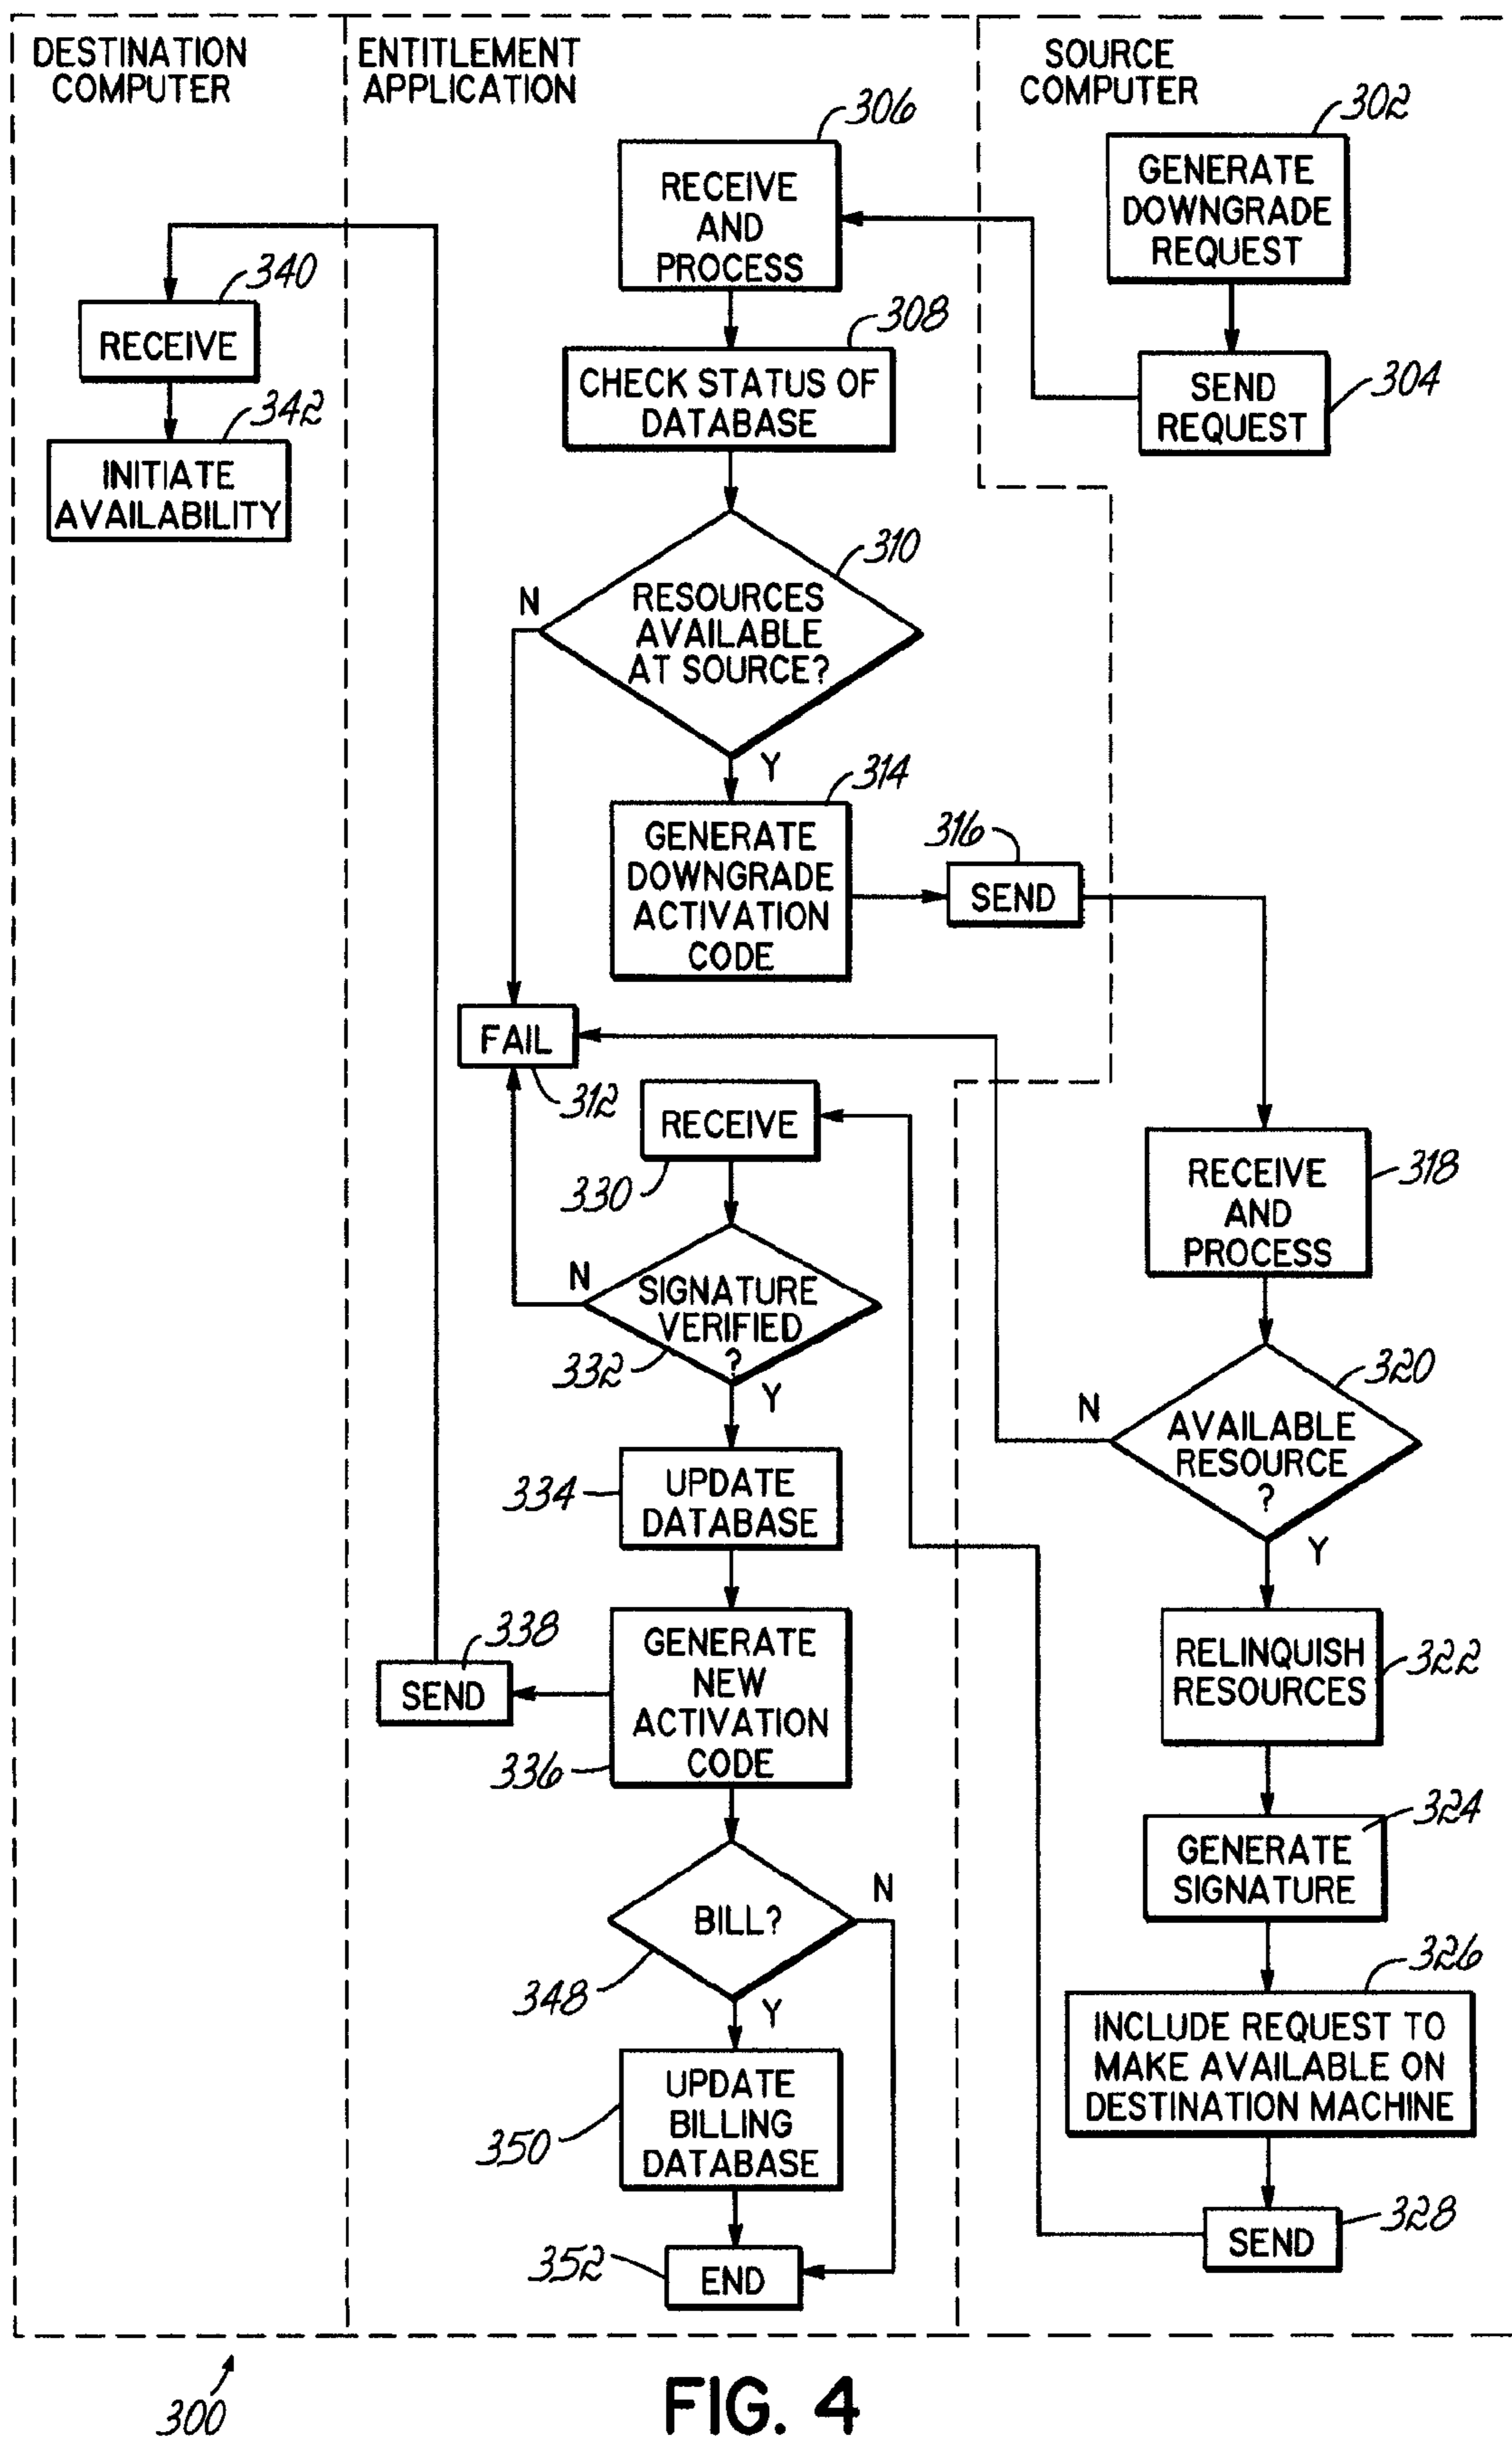 DESTINATION
COMPUTER
ENTITLEMENT
APPLICATION
SOURCE
COMPUTER
306
RECEIVE
AND
PROCESS
302
GENERATE
DOWNGRADE
REQUEST
340
RECEIVE
308
CHECK STATUS OF
DATABASE
SEND
REQUEST
304
342
INITIATE
AVAILABILITY
310
N
RESOURCES
AVAILABLE
AT SOURCE?
Y
314
GENERATE
DOWNGRADE
ACTIVATION
CODE
316
SEND
FAIL
312
RECEIVE
330
RECEIVE
AND
PROCESS
318
N
SIGNATURE
VERIFIED
?
332
Y
320
N
AVAILABLE
RESOURCE
?
Y
334
UPDATE
DATABASE
338
SEND
GENERATE
NEW
ACTIVATION
CODE
336
RELINQUISH
RESOURCES
322
324
GENERATE
SIGNATURE
BILL?
N
348
Y
326
INCLUDE REQUEST TO
MAKE AVAILABLE ON
DESTINATION MACHINE
UPDATE
BILLING
DATABASE
350
328
SEND
352
END
300
FIG. 4